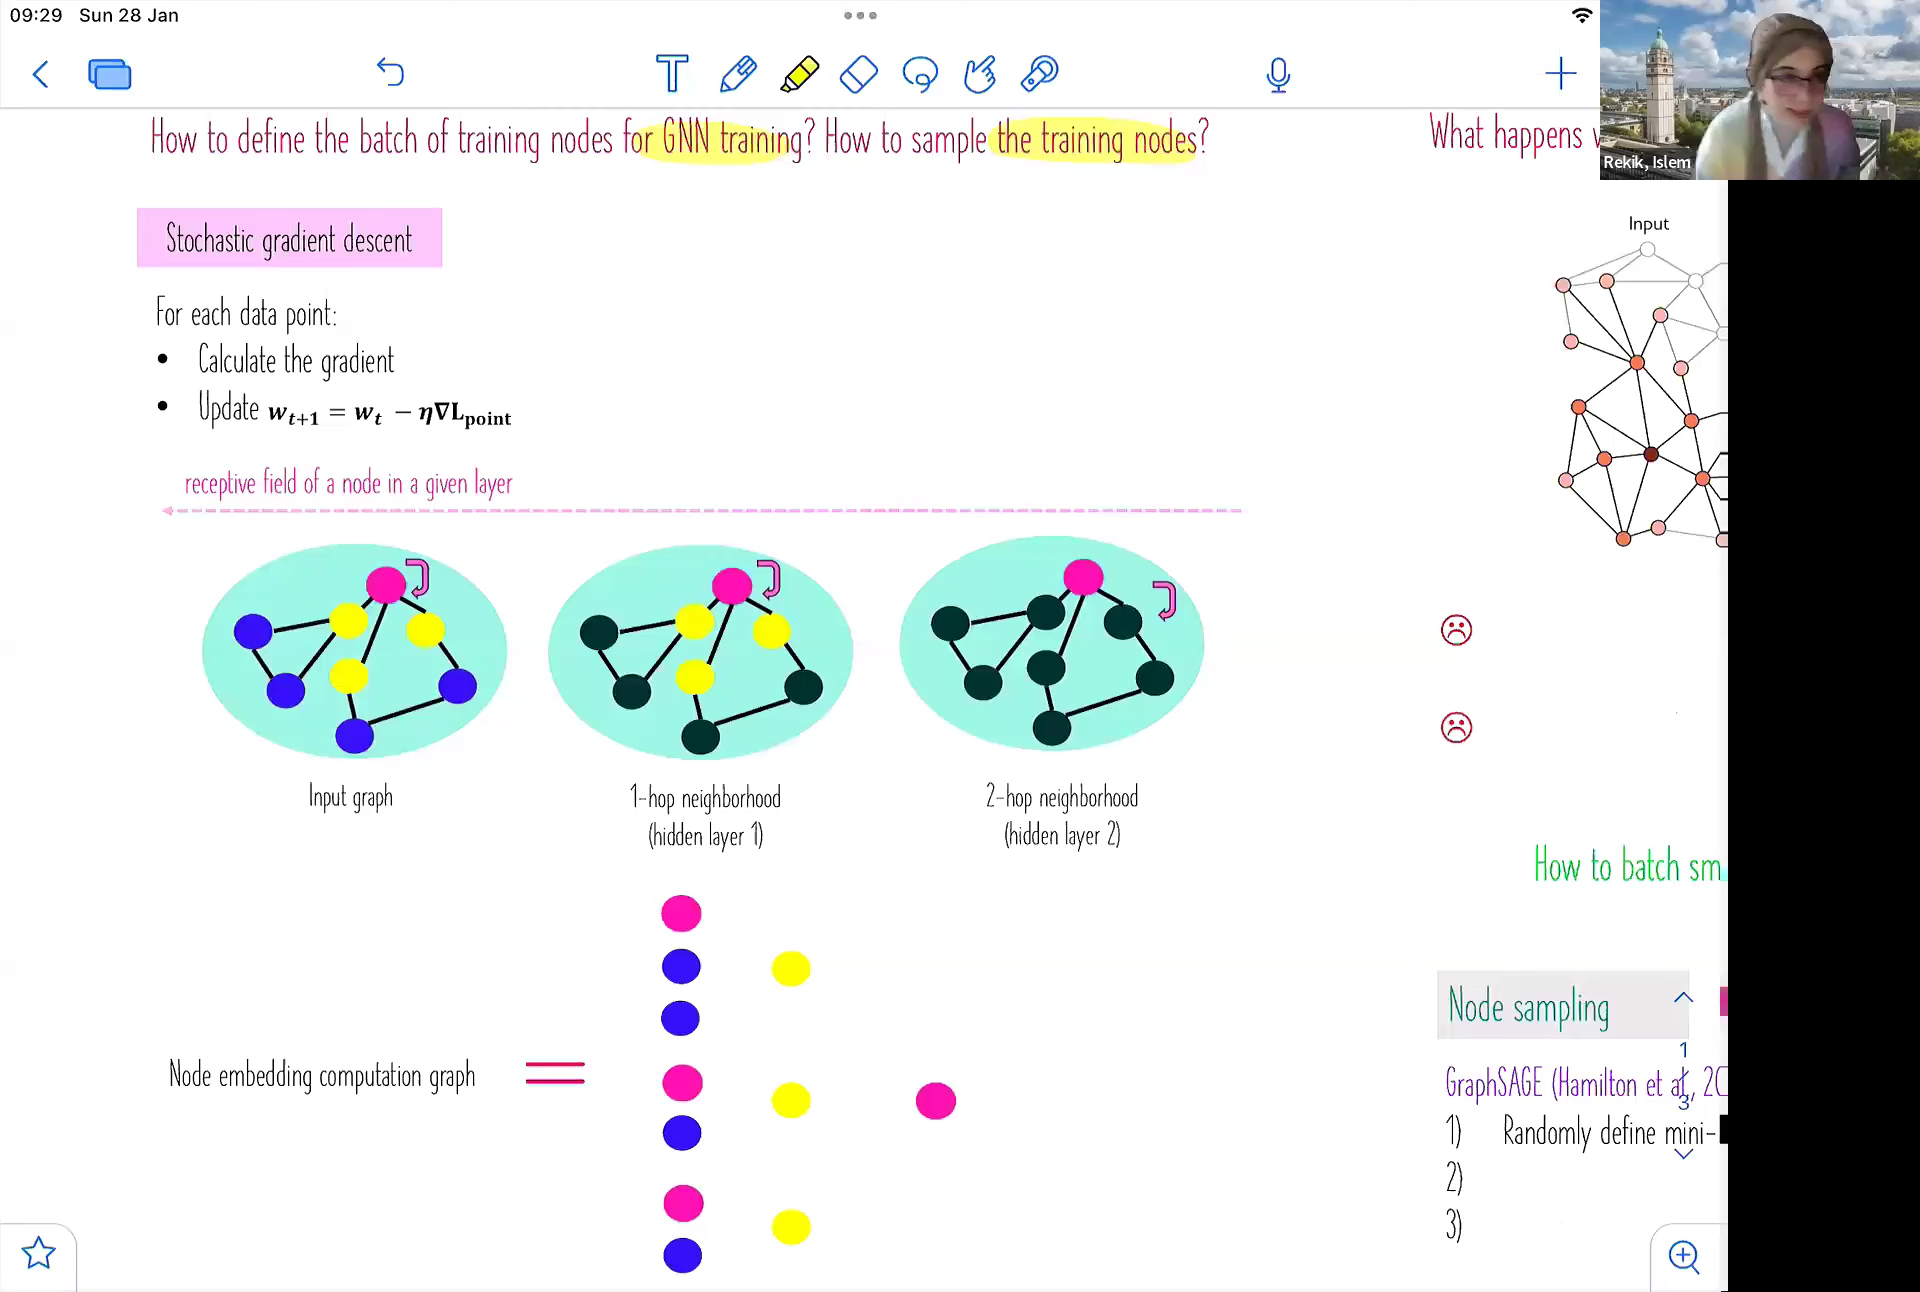 09:29 Sun 28 Jan
How to define the batch of training nodes for GNN training? How to sample the training nodes?
What happens
Rekik, Islem
Stochastic gradient descent
Input
For each data point:
• Calculate the gradient
• Update w_{t+1} = w_t − η∇L_point
receptive field of a node in a given layer
Input graph
1-hop neighborhood
(hidden layer 1)
2-hop neighborhood
(hidden layer 2)
How to batch sm
Node embedding computation graph
Node sampling
1
3
GraphSAGE (Hamilton et al., 20
1) Randomly define mini-
2)
3)